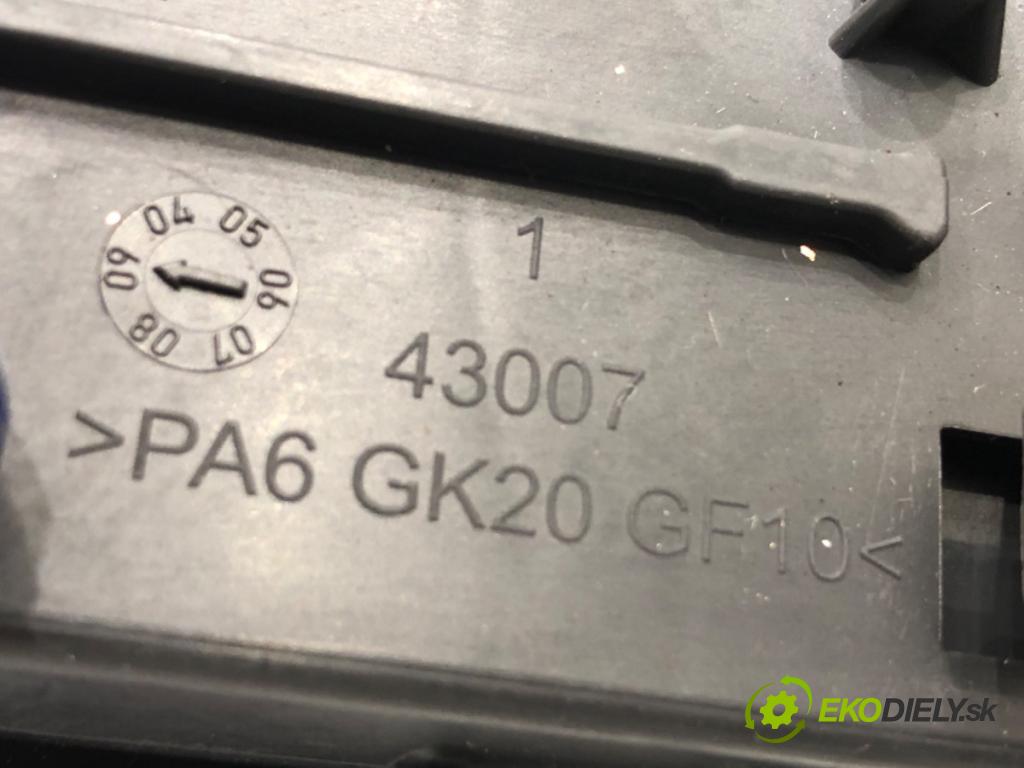 04 05 06 07 08 09
1
43007
>PA6 GK20 GF10<
EKODIELY.sk